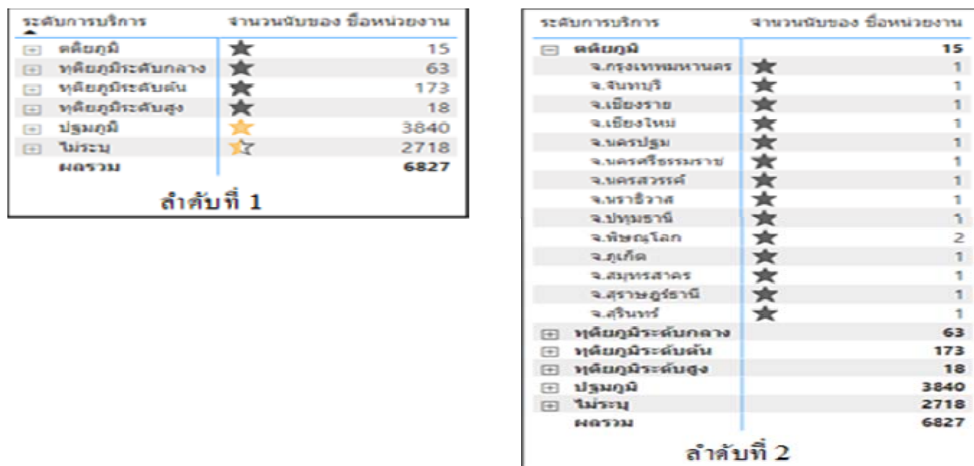 ระดับการบริการ จำนวนนับของ ชื่อหน่วยงาน
ตติยภูมิ 15
ทุติยภูมิระดับกลาง 63
ทุติยภูมิระดับต้น 173
ทุติยภูมิระดับสูง 18
ปฐมภูมิ 3840
ไม่ระบุ 2718
ผลรวม 6827
ลำดับที่ 1
ระดับการบริการ จำนวนนับของ ชื่อหน่วยงาน
ตติยภูมิ 15
จ.กรุงเทพมหานคร 1
จ.จันทบุรี 1
จ.เชียงราย 1
จ.เชียงใหม่ 1
จ.นครปฐม 1
จ.นครศรีธรรมราช 1
จ.นครสวรรค์ 1
จ.นราธิวาส 1
จ.ปทุมธานี 1
จ.พิษณุโลก 2
จ.ภูเก็ต 1
จ.สมุทรสาคร 1
จ.สุราษฎร์ธานี 1
จ.สุรินทร์ 1
ทุติยภูมิระดับกลาง 63
ทุติยภูมิระดับต้น 173
ทุติยภูมิระดับสูง 18
ปฐมภูมิ 3840
ไม่ระบุ 2718
ผลรวม 6827
ลำดับที่ 2